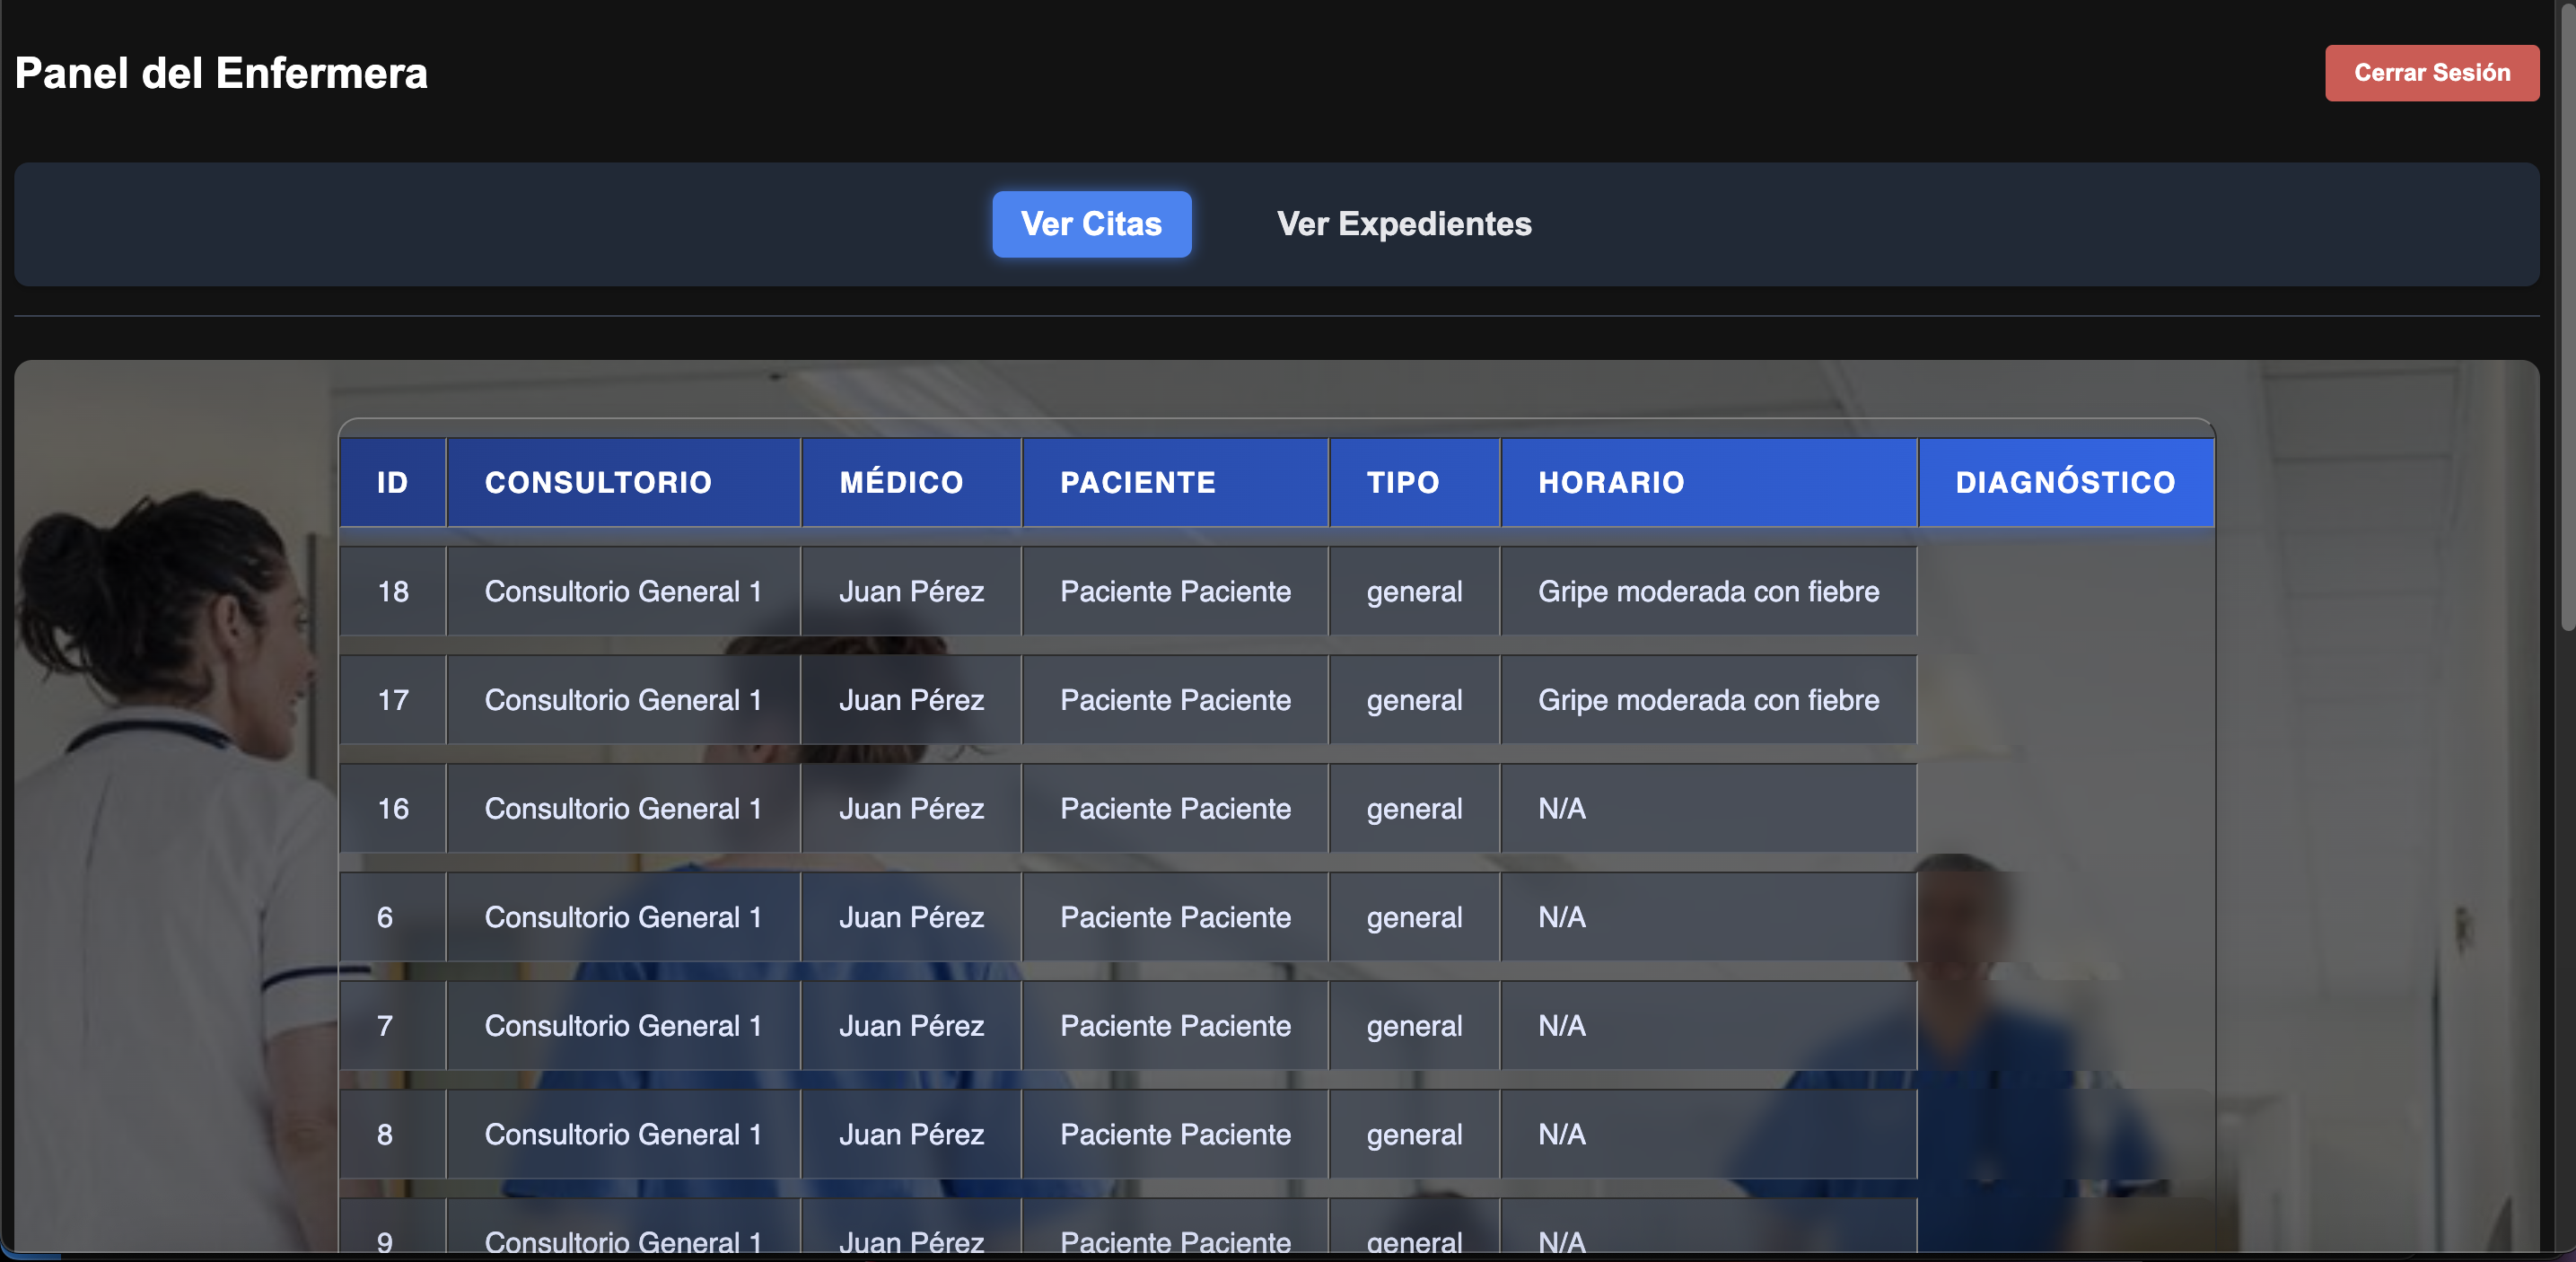 Panel del Enfermera
Cerrar Sesión
Ver Citas Ver Expedientes
ID CONSULTORIO MÉDICO PACIENTE TIPO HORARIO DIAGNÓSTICO
18 Consultorio General 1 Juan Pérez Paciente Paciente general Gripe moderada con fiebre
17 Consultorio General 1 Juan Pérez Paciente Paciente general Gripe moderada con fiebre
16 Consultorio General 1 Juan Pérez Paciente Paciente general N/A
6 Consultorio General 1 Juan Pérez Paciente Paciente general N/A
7 Consultorio General 1 Juan Pérez Paciente Paciente general N/A
8 Consultorio General 1 Juan Pérez Paciente Paciente general N/A
9 Consultorio General 1 Juan Pérez Paciente Paciente general N/A